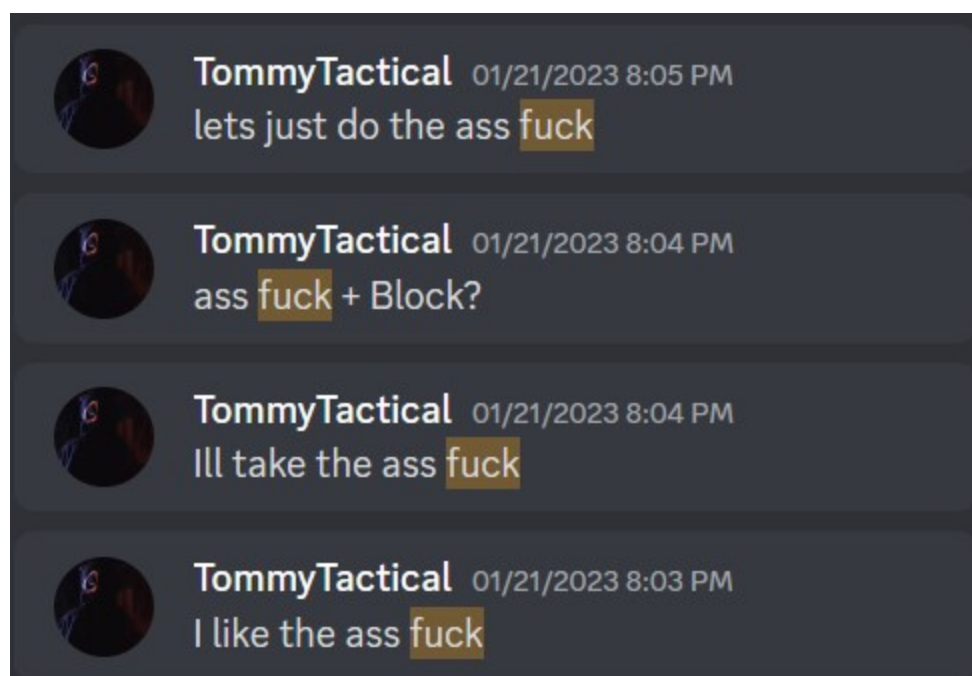 TommyTactical 01/21/2023 8:05 PM
lets just do the ass fuck
TommyTactical 01/21/2023 8:04 PM
ass fuck + Block?
TommyTactical 01/21/2023 8:04 PM
Ill take the ass fuck
TommyTactical 01/21/2023 8:03 PM
I like the ass fuck